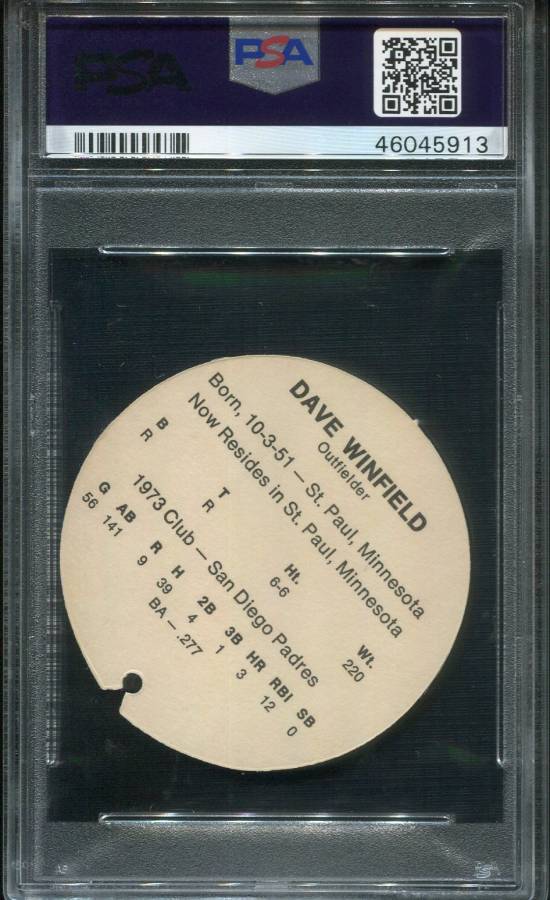 PSA
PSA
46045913
DAVE WINFIELD
Outfielder
Born, 10-3-51 — St. Paul, Minnesota
Now Resides in St. Paul, Minnesota
B T Ht. Wt.
R R 6-6 220
1973 Club — San Diego Padres
G AB R H 2B 3B HR RBI SB
56 141 9 39 4 1 3 12 0
BA — .277